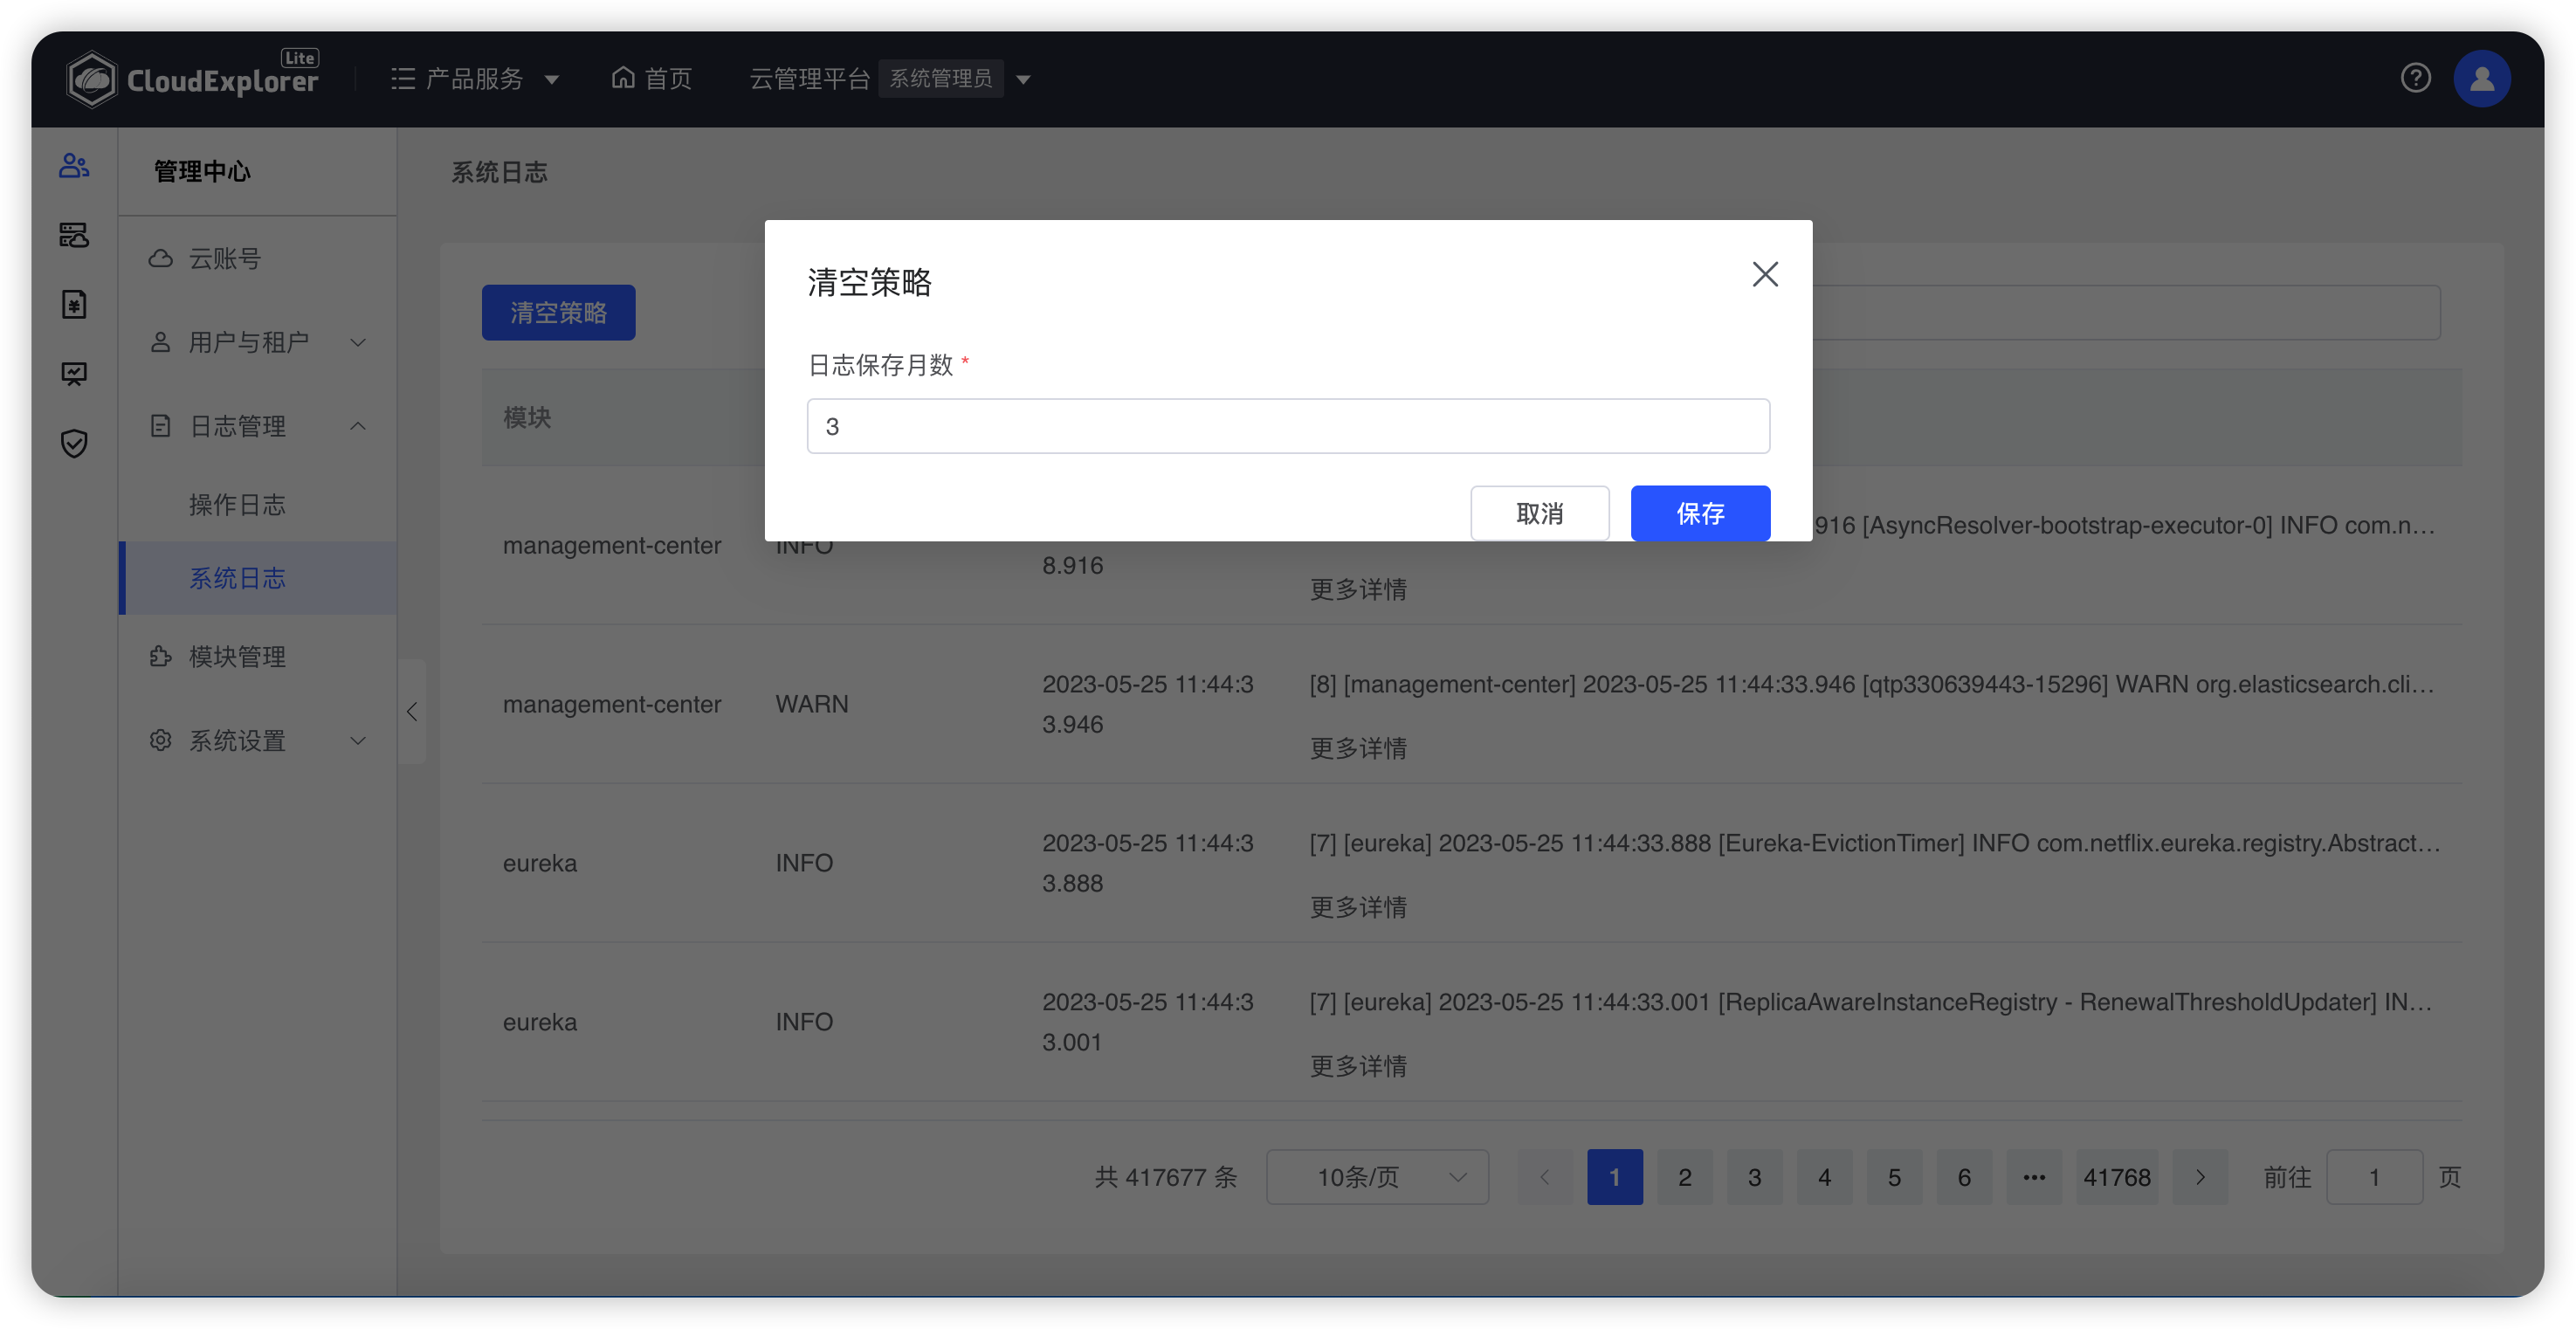 CloudExplorer Lite
产品服务
首页
云管理平台 系统管理员
管理中心
云账号
用户与租户
日志管理
操作日志
系统日志
模块管理
系统设置
系统日志
清空策略
清空策略
日志保存月数 *
3
取消 保存
模块
management-center INFO 8.916 916 [AsyncResolver-bootstrap-executor-0] INFO com.n...
更多详情
management-center WARN 2023-05-25 11:44:3 [8] [management-center] 2023-05-25 11:44:33.946 [qtp330639443-15296] WARN org.elasticsearch.cli...
3.946
更多详情
eureka INFO 2023-05-25 11:44:3 [7] [eureka] 2023-05-25 11:44:33.888 [Eureka-EvictionTimer] INFO com.netflix.eureka.registry.Abstract...
3.888
更多详情
eureka INFO 2023-05-25 11:44:3 [7] [eureka] 2023-05-25 11:44:33.001 [ReplicaAwareInstanceRegistry - RenewalThresholdUpdater] IN...
3.001
更多详情
共 417677 条 10条/页 1 2 3 4 5 6 ... 41768 前往 1 页